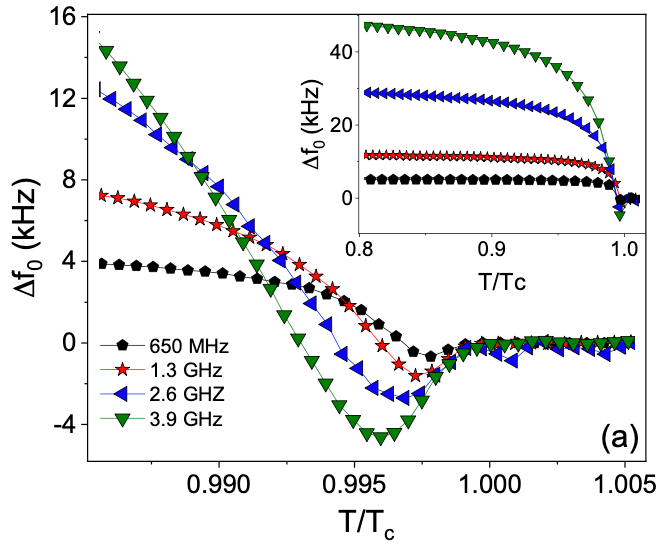 16
12
8
4
0
-4
Δf₀ (kHz)
0.990
0.995
1.000
1.005
T/T꜀
650 MHz
1.3 GHz
2.6 GHZ
3.9 GHz
(a)
40
20
0
Δf₀ (kHz)
0.8
0.9
1.0
T/Tc